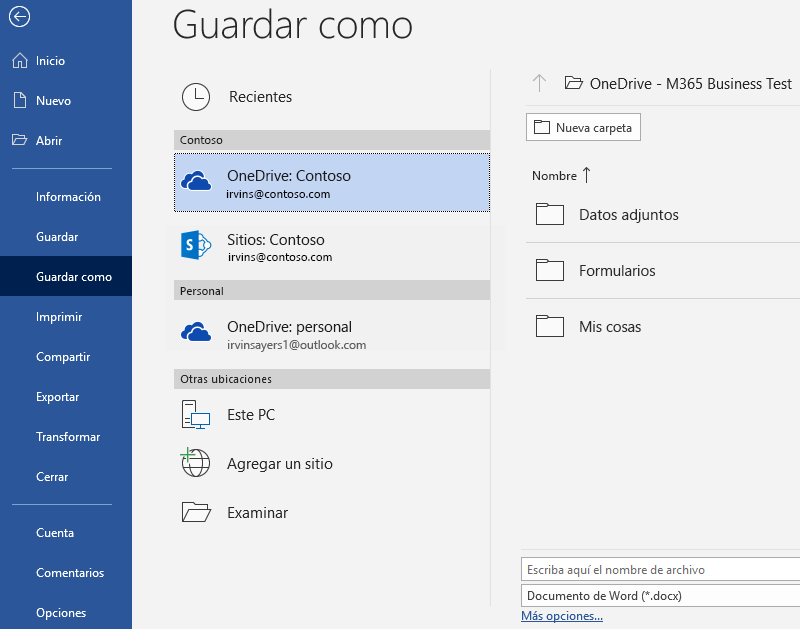 Guardar como
Inicio
Nuevo
Abrir
Información
Guardar
Guardar como
Imprimir
Compartir
Exportar
Transformar
Cerrar
Cuenta
Comentarios
Opciones
Recientes
Contoso
OneDrive: Contoso
irvins@contoso.com
S
Sitios: Contoso
irvins@contoso.com
Personal
OneDrive: personal
irvinsayers1@outlook.com
Otras ubicaciones
Este PC
Agregar un sitio
Examinar
OneDrive - M365 Business Test
Nueva carpeta
Nombre
Datos adjuntos
Formularios
Mis cosas
Escriba aquí el nombre de archivo
Documento de Word (*.docx)
Más opciones...